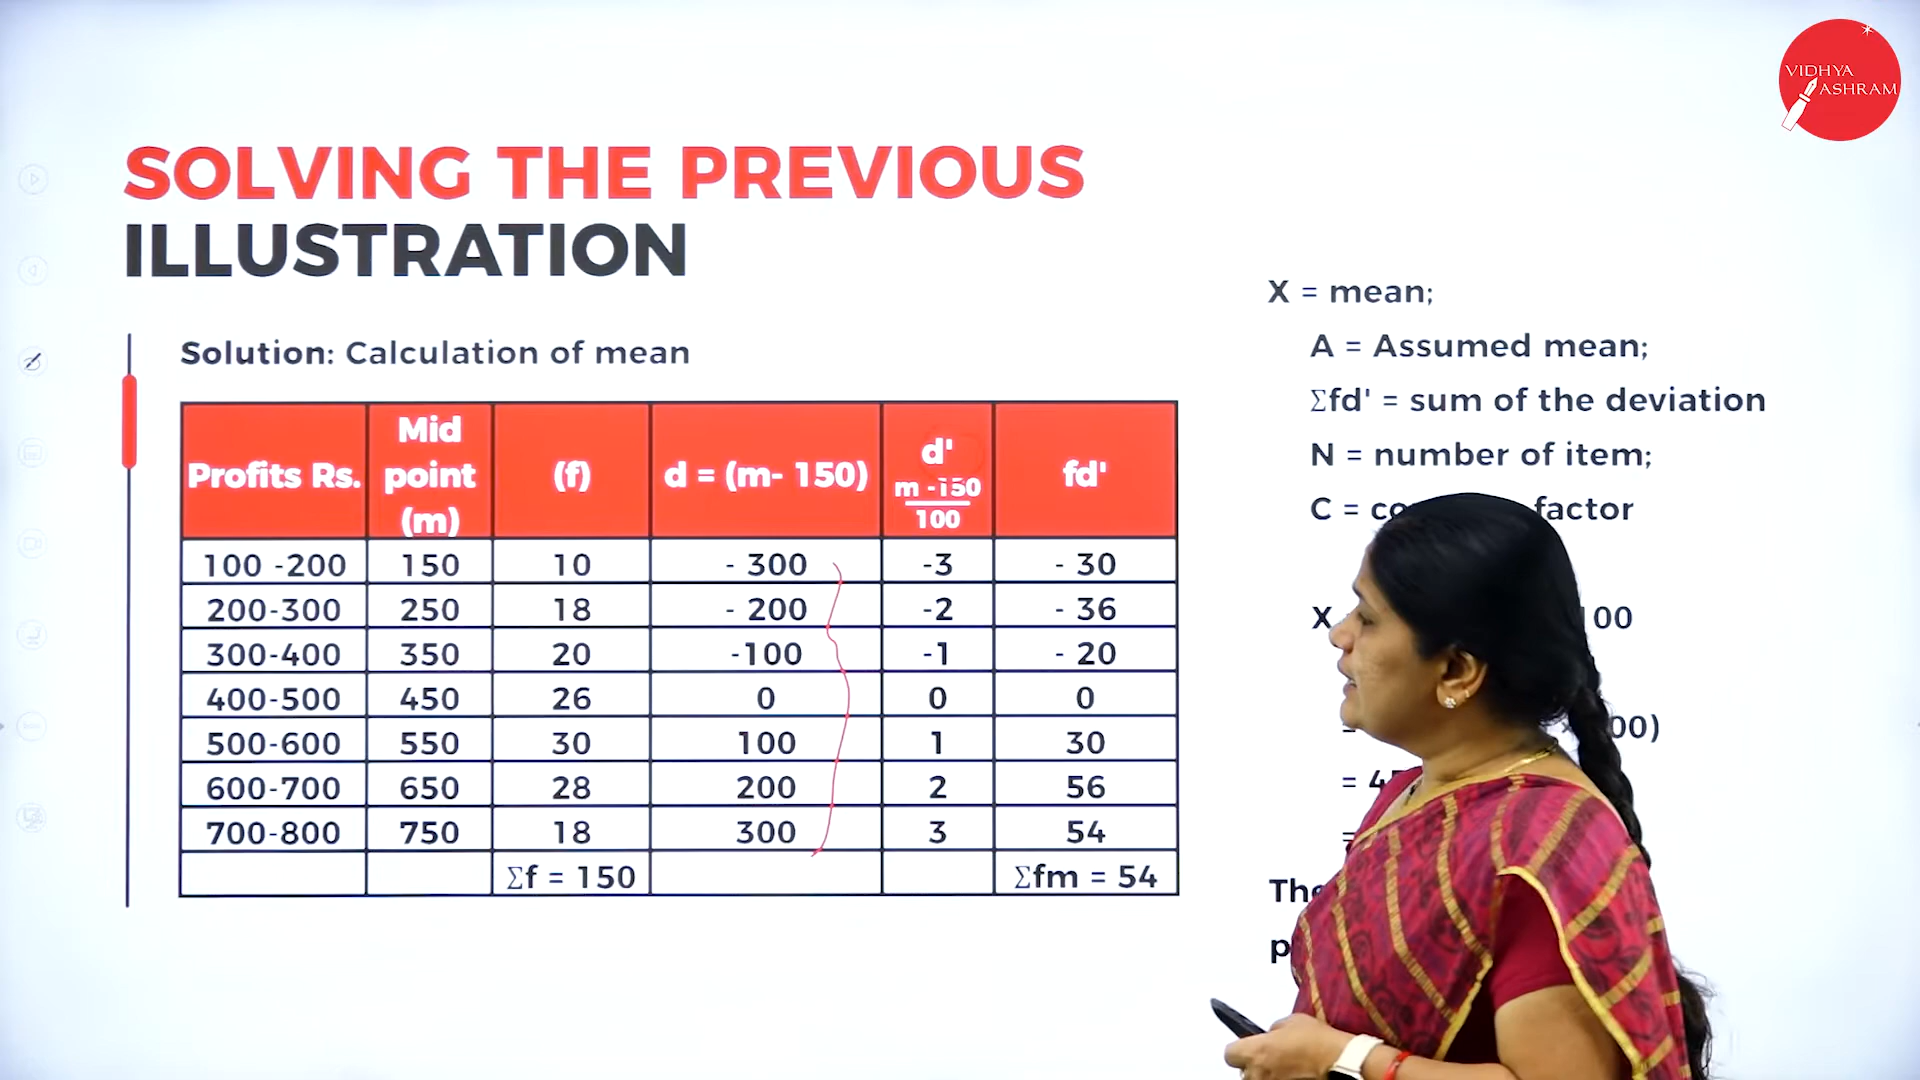 VIDHYA
ASHRAM
SOLVING THE PREVIOUS
ILLUSTRATION
Solution: Calculation of mean
Profits Rs. Mid point (m) (f) d = (m- 150) d' m -150 100 fd'
100 -200 150 10 - 300 -3 - 30
200-300 250 18 - 200 -2 - 36
300-400 350 20 -100 -1 - 20
400-500 450 26 0 0 0
500-600 550 30 100 1 30
600-700 650 28 200 2 56
700-800 750 18 300 3 54
Σf = 150 Σfm = 54
X = mean;
A = Assumed mean;
Σfd' = sum of the deviation
N = number of item;
C = factor
X 00
= 00)
= 4
=